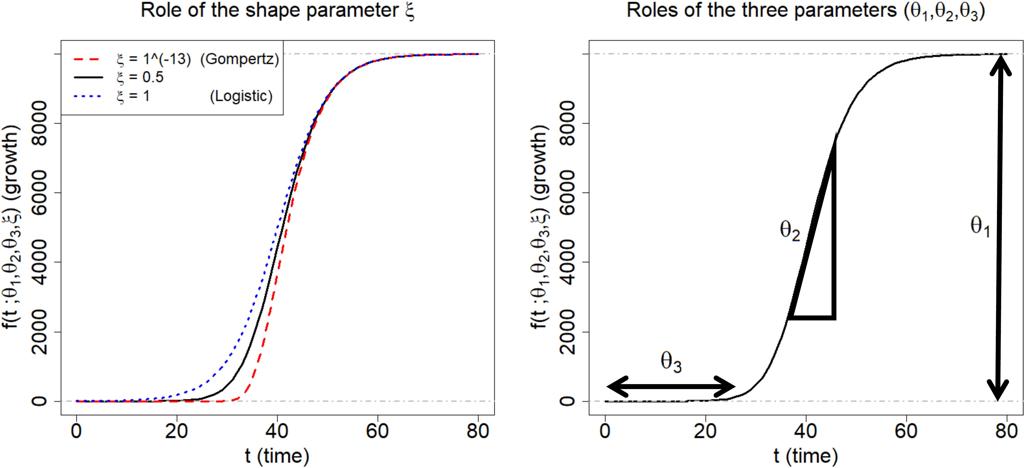 Role of the shape parameter ξ
ξ = 1^(-13) (Gompertz)
ξ = 0.5
ξ = 1 (Logistic)
f(t ; θ1,θ2,θ3,ξ) (growth)
0 2000 4000 6000 8000
0 20 40 60 80
t (time)
Roles of the three parameters (θ1,θ2,θ3)
f(t ; θ1,θ2,θ3,ξ) (growth)
0 2000 4000 6000 8000
θ2
θ1
θ3
0 20 40 60 80
t (time)